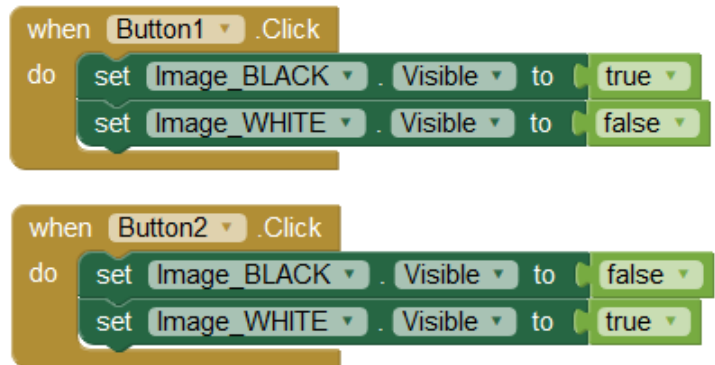 when Button1 .Click
do set Image_BLACK . Visible to true
set Image_WHITE . Visible to false
when Button2 .Click
do set Image_BLACK . Visible to false
set Image_WHITE . Visible to true